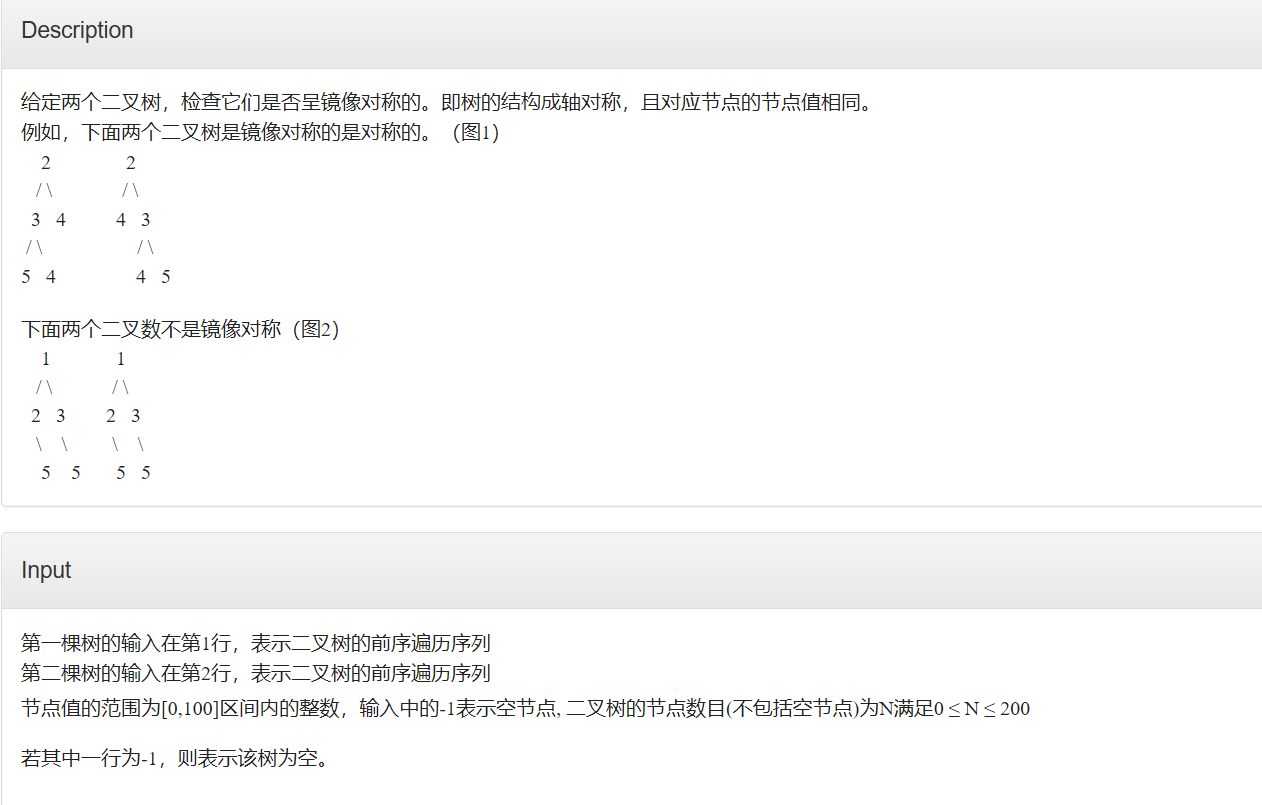 Description
给定两个二叉树，检查它们是否呈镜像对称的。即树的结构成轴对称，且对应节点的节点值相同。
例如，下面两个二叉树是镜像对称的是对称的。（图1）
2 2
/ \ / \
3 4 4 3
/ \ / \
5 4 4 5
下面两个二叉数不是镜像对称（图2）
1 1
/ \ / \
2 3 2 3
\ \ \ \
5 5 5 5
Input
第一棵树的输入在第1行，表示二叉树的前序遍历序列
第二棵树的输入在第2行，表示二叉树的前序遍历序列
节点值的范围为[0,100]区间内的整数，输入中的-1表示空节点, 二叉树的节点数目(不包括空节点)为N满足0 ≤ N ≤ 200
若其中一行为-1，则表示该树为空。